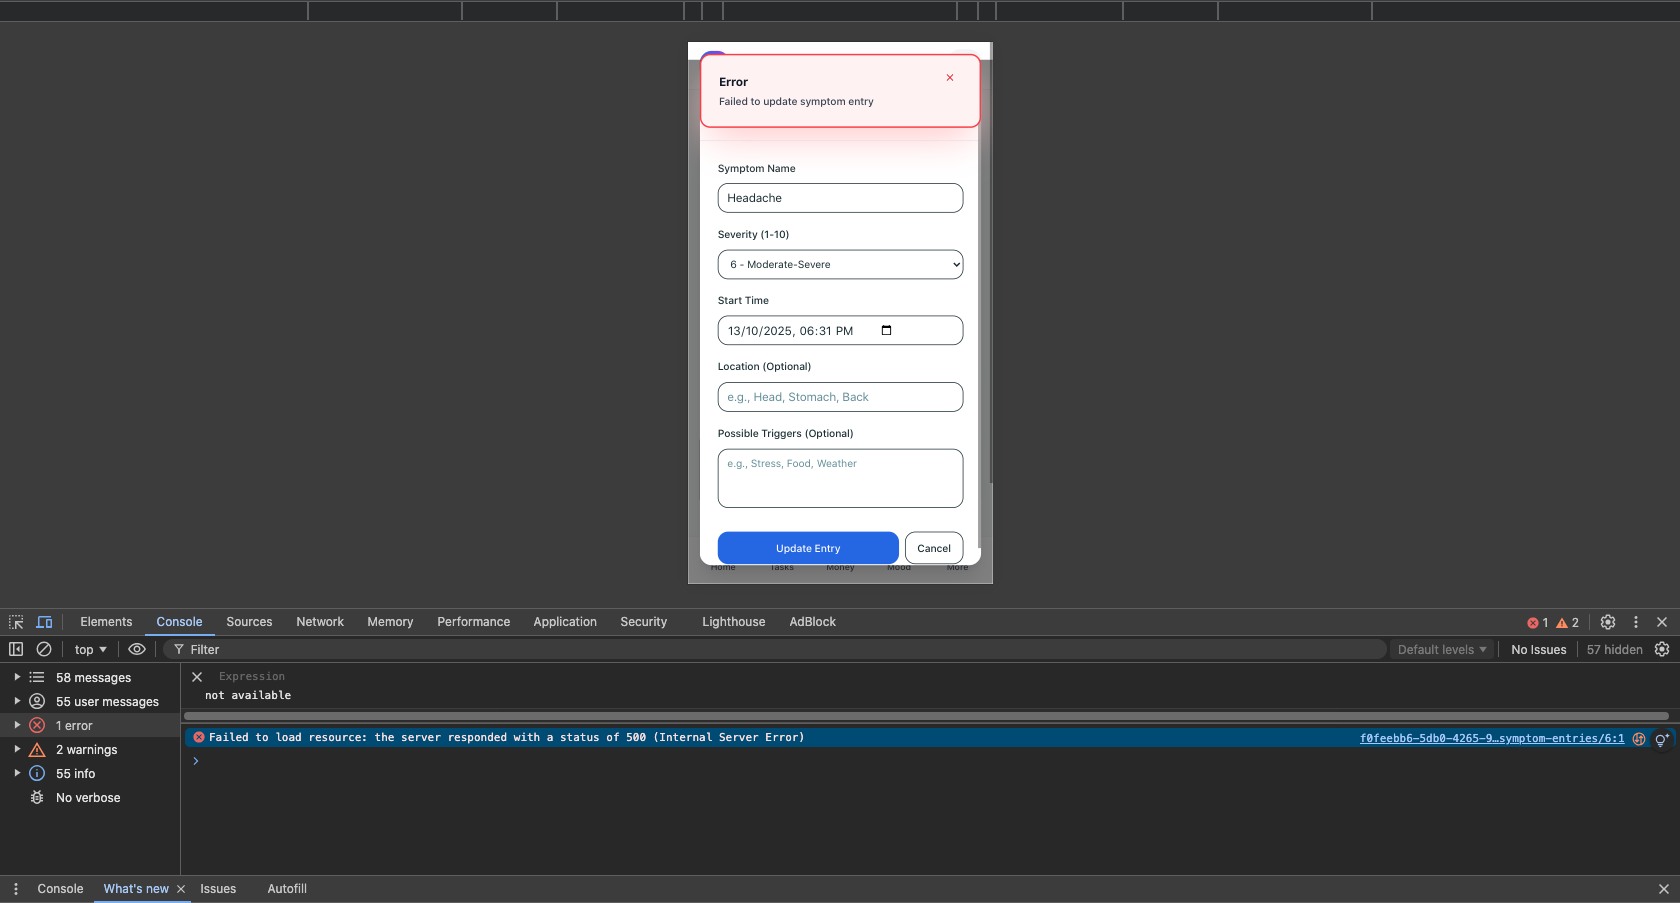 Error
Failed to update symptom entry
Symptom Name
Headache
Severity (1-10)
6 - Moderate-Severe
Start Time
13/10/2025, 06:31 PM
Location (Optional)
e.g., Head, Stomach, Back
Possible Triggers (Optional)
e.g., Stress, Food, Weather
Update Entry Cancel
Home Tasks Money Mood More
Elements Console Sources Network Memory Performance Application Security Lighthouse AdBlock 1 2
top Filter Default levels No Issues 57 hidden
58 messages
55 user messages
1 error
2 warnings
55 info
No verbose
Expression
not available
Failed to load resource: the server responded with a status of 500 (Internal Server Error) f0feebb6-5db0-4265-9…symptom-entries/6:1
Console What's new Issues Autofill